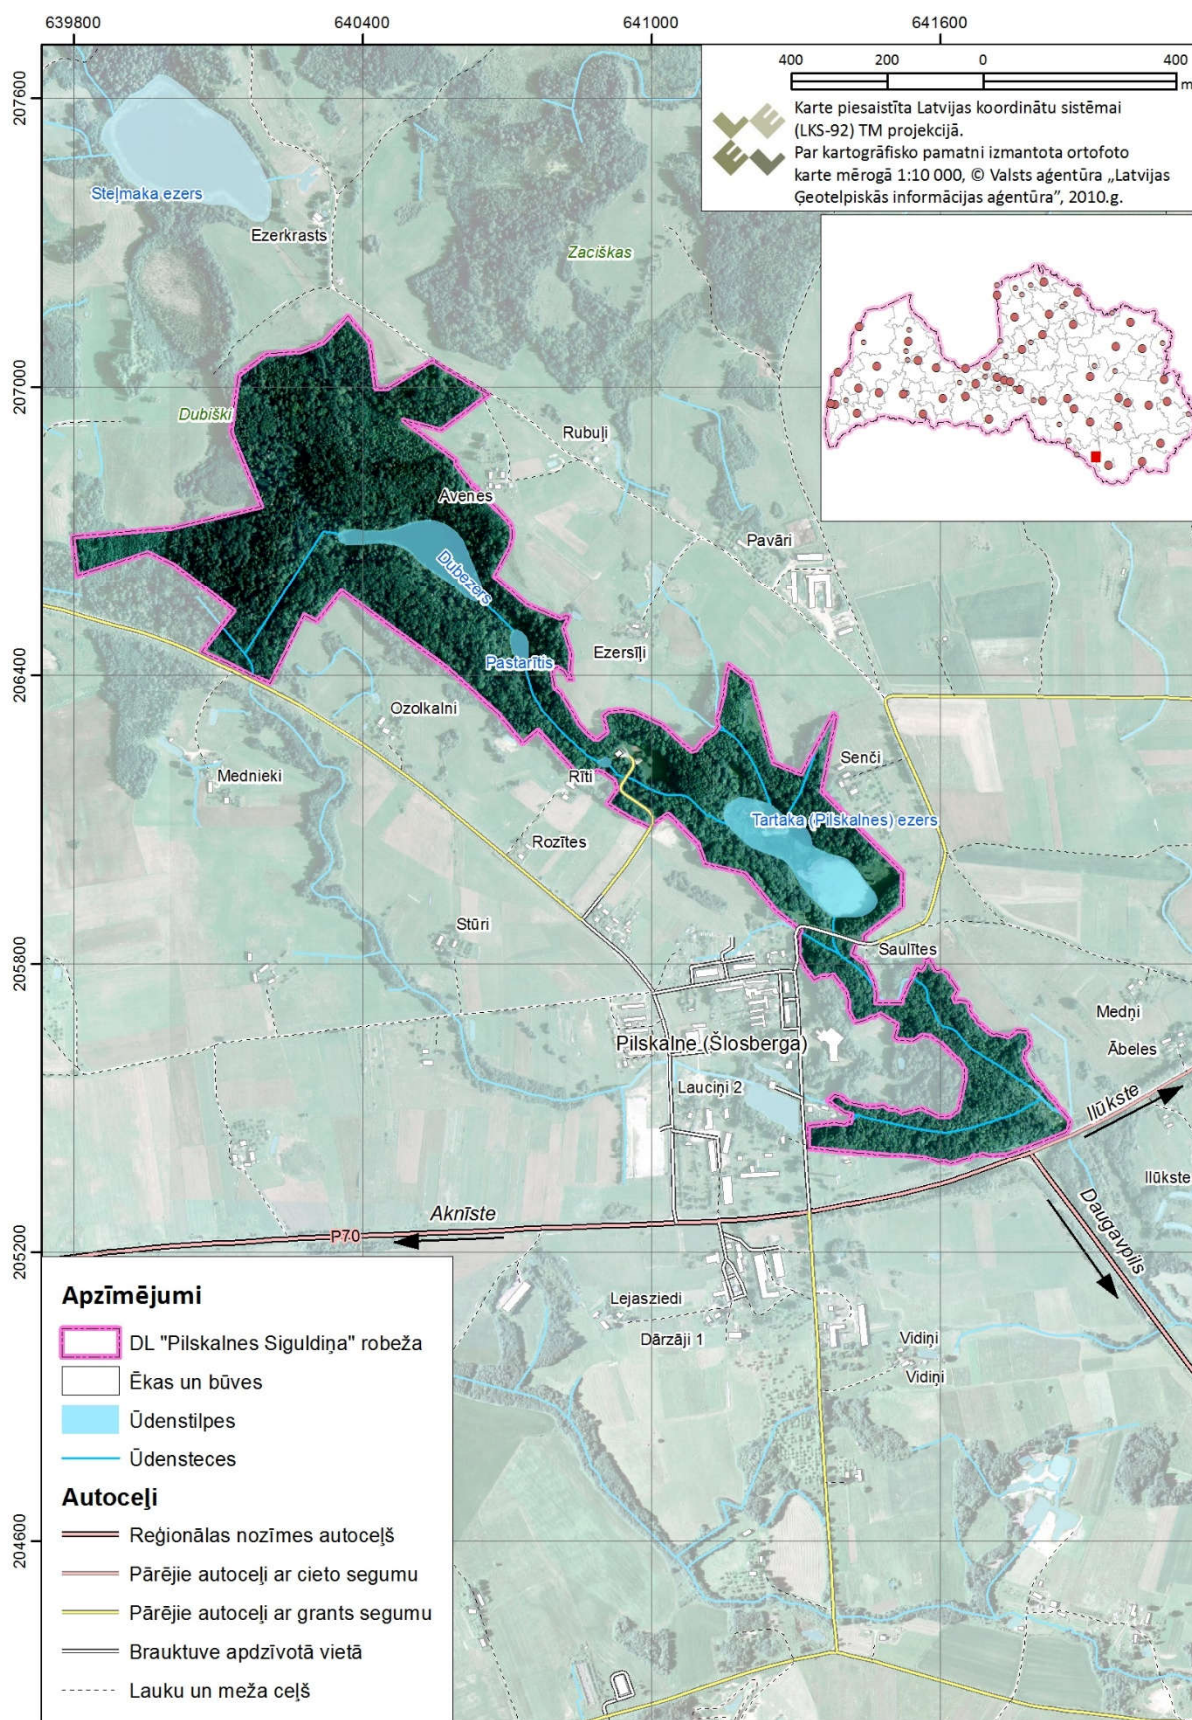 639800
640400
641000
641600
207600
207000
206400
205800
205200
204600
400
200
0
400
m
Karte piesaistīta Latvijas koordinātu sistēmai
(LKS-92) TM projekcijā.
Par kartogrāfisko pamatni izmantota ortofoto
karte mērogā 1:10 000, © Valsts aģentūra „Latvijas
Ģeotelpiskās informācijas aģentūra”, 2010.g.
Steļmaka ezers
Ezerkrasts
Zaciškas
Dubiški
Rubuļi
Avenes
Pavāri
Dubezers
Pastarītis
Ezersīļi
Ozolkalni
Mednieki
Rīti
Senči
Tartaka (Pilskalnes) ezers
Rozītes
Stūri
Saulītes
Medņi
Ābeles
Pilskalne (Šlosberga)
Lauciņi 2
Ilūkste
Ilūkste
Aknīste
P70
Daugavpils
Lejasziedi
Dārzāji 1
Vidiņi
Vidiņi
Apzīmējumi
DL "Pilskalnes Siguldiņa" robeža
Ēkas un būves
Ūdenstilpes
Ūdensteces
Autoceļi
Reģionālas nozīmes autoceļš
Pārējie autoceļi ar cieto segumu
Pārējie autoceļi ar grants segumu
Brauktuve apdzīvotā vietā
Lauku un meža ceļš